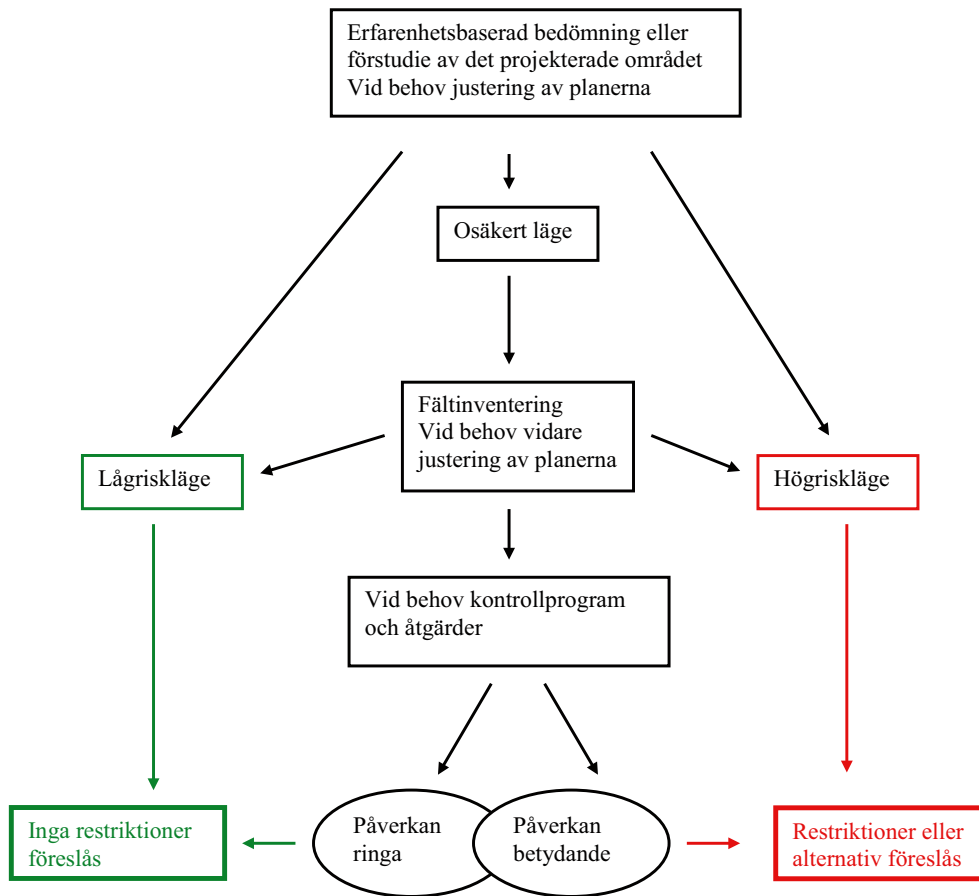 Erfarenhetsbaserad bedömning eller
förstudie av det projekterade området
Vid behov justering av planerna
Osäkert läge
Fältinventering
Vid behov vidare
justering av planerna
Lågriskläge
Högriskläge
Vid behov kontrollprogram
och åtgärder
Inga restriktioner
föreslås
Påverkan
ringa
Påverkan
betydande
Restriktioner eller
alternativ föreslås